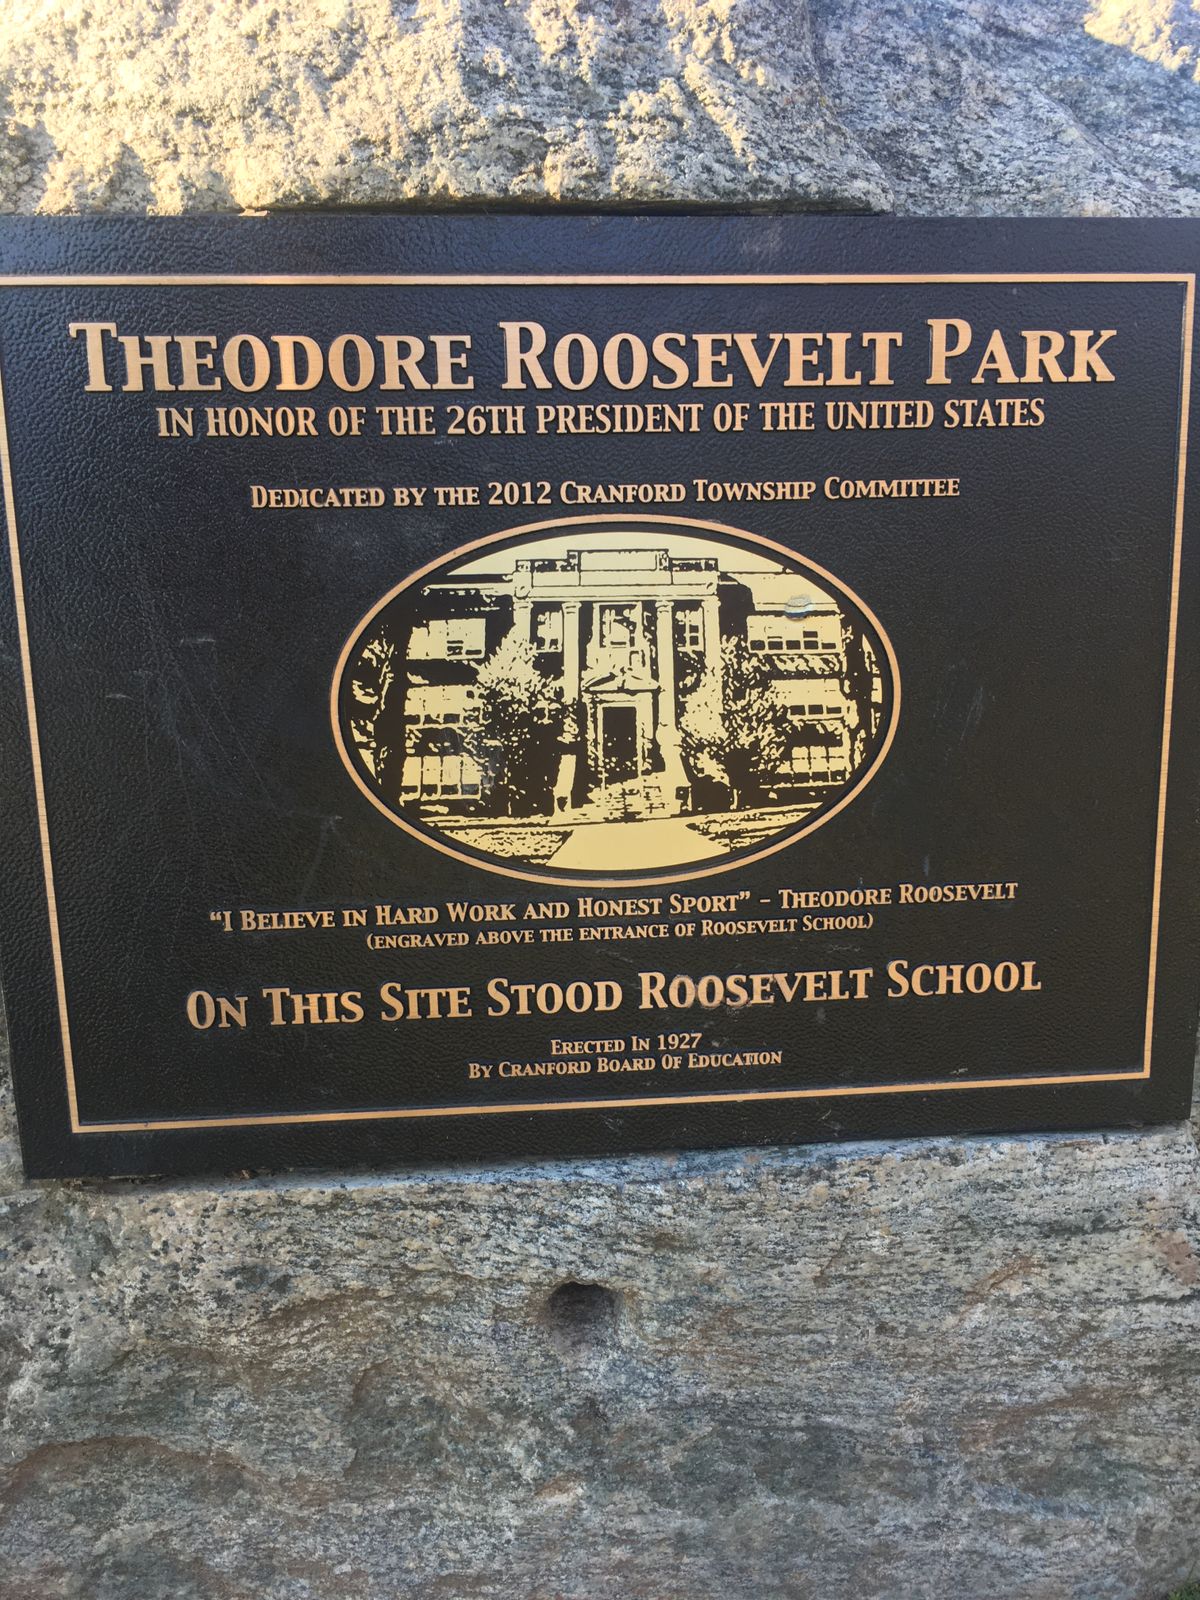 THEODORE ROOSEVELT PARK
IN HONOR OF THE 26TH PRESIDENT OF THE UNITED STATES
DEDICATED BY THE 2012 CRANFORD TOWNSHIP COMMITTEE
“I BELIEVE IN HARD WORK AND HONEST SPORT” – THEODORE ROOSEVELT
(ENGRAVED ABOVE THE ENTRANCE OF ROOSEVELT SCHOOL)
ON THIS SITE STOOD ROOSEVELT SCHOOL
ERECTED IN 1927
BY CRANFORD BOARD OF EDUCATION